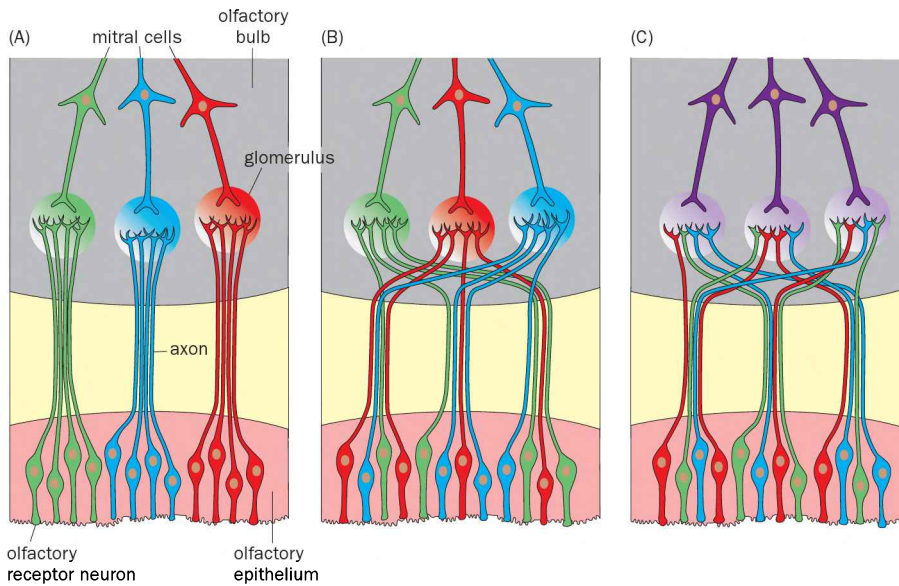 (A)
mitral cells
olfactory
bulb
(B)
(C)
glomerulus
axon
olfactory
receptor neuron
olfactory
epithelium